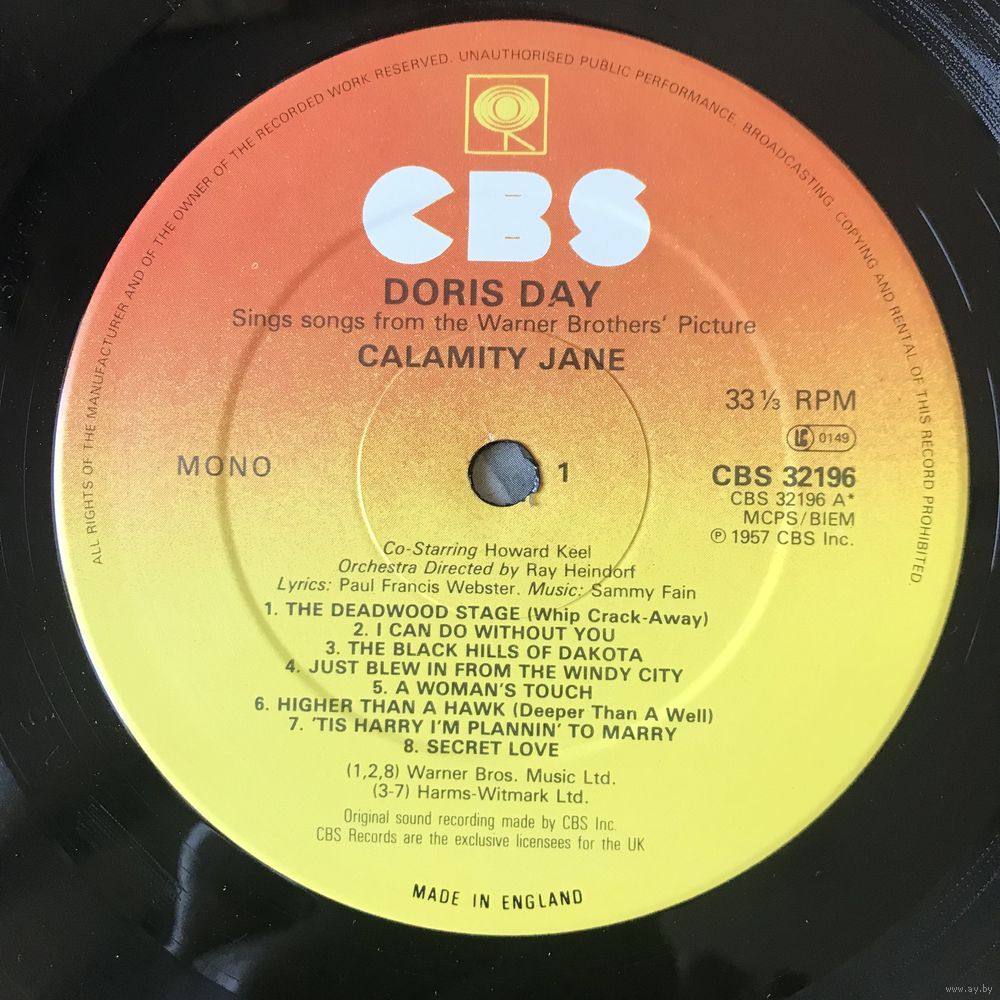 ALL RIGHTS OF THE MANUFACTURER AND OF THE OWNER OF THE RECORDED WORK RESERVED. UNAUTHORISED PUBLIC PERFORMANCE, BROADCASTING, COPYING AND RENTAL OF THIS RECORD PROHIBITED.
CBS
DORIS DAY
Sings songs from the Warner Brothers' Picture
CALAMITY JANE
33 ⅓ RPM
LC 0149
MONO
1
CBS 32196
CBS 32196 A*
MCPS/BIEM
℗ 1957 CBS Inc.
Co-Starring Howard Keel
Orchestra Directed by Ray Heindorf
Lyrics: Paul Francis Webster. Music: Sammy Fain
1. THE DEADWOOD STAGE (Whip Crack-Away)
2. I CAN DO WITHOUT YOU
3. THE BLACK HILLS OF DAKOTA
4. JUST BLEW IN FROM THE WINDY CITY
5. A WOMAN'S TOUCH
6. HIGHER THAN A HAWK (Deeper Than A Well)
7. 'TIS HARRY I'M PLANNIN' TO MARRY
8. SECRET LOVE
(1,2,8) Warner Bros. Music Ltd.
(3-7) Harms-Witmark Ltd.
Original sound recording made by CBS Inc.
CBS Records are the exclusive licensees for the UK
MADE IN ENGLAND
www.ay.by